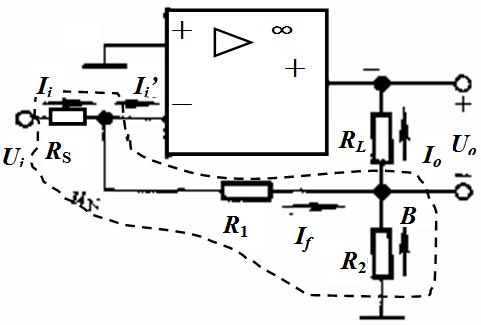 + ▷ ∞
+
−
I_i I_i' −
+
U_i R_S
R_L I_o U_o
u_N
−
R_1
I_f B
R_2